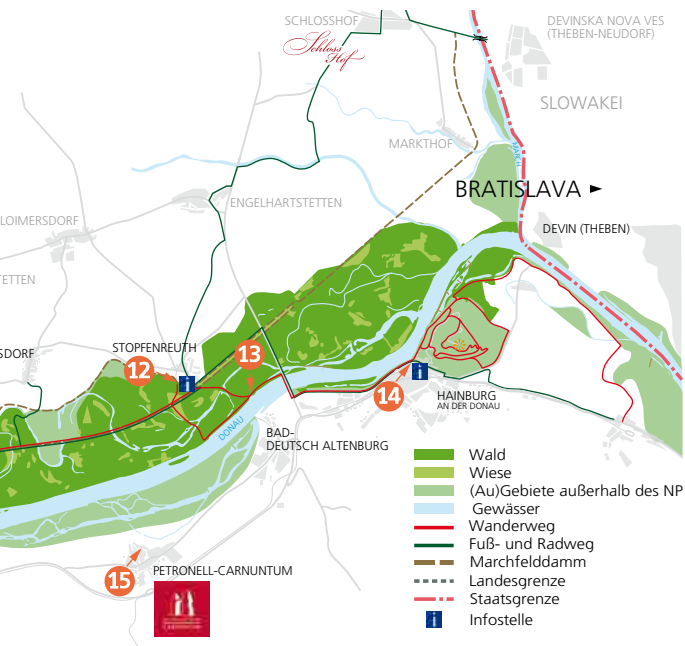 SCHLOSSHOF
Schloss
Hof
DEVINSKA NOVA VES
(THEBEN-NEUDORF)
SLOWAKEI
MARKTHOF
MARCH
BRATISLAVA
ENGELHARTSTETTEN
LOIMERSDORF
DEVIN (THEBEN)
TETTEN
STOPFENREUTH
SDORF
13
12
14
HAINBURG
AN DER DONAU
DONAU
BAD-
DEUTSCH ALTENBURG
15
PETRONELL-CARNUNTUM
Wald
Wiese
(Au)Gebiete außerhalb des NP
Gewässer
Wanderweg
Fuß- und Radweg
Marchfelddamm
Landesgrenze
Staatsgrenze
i Infostelle